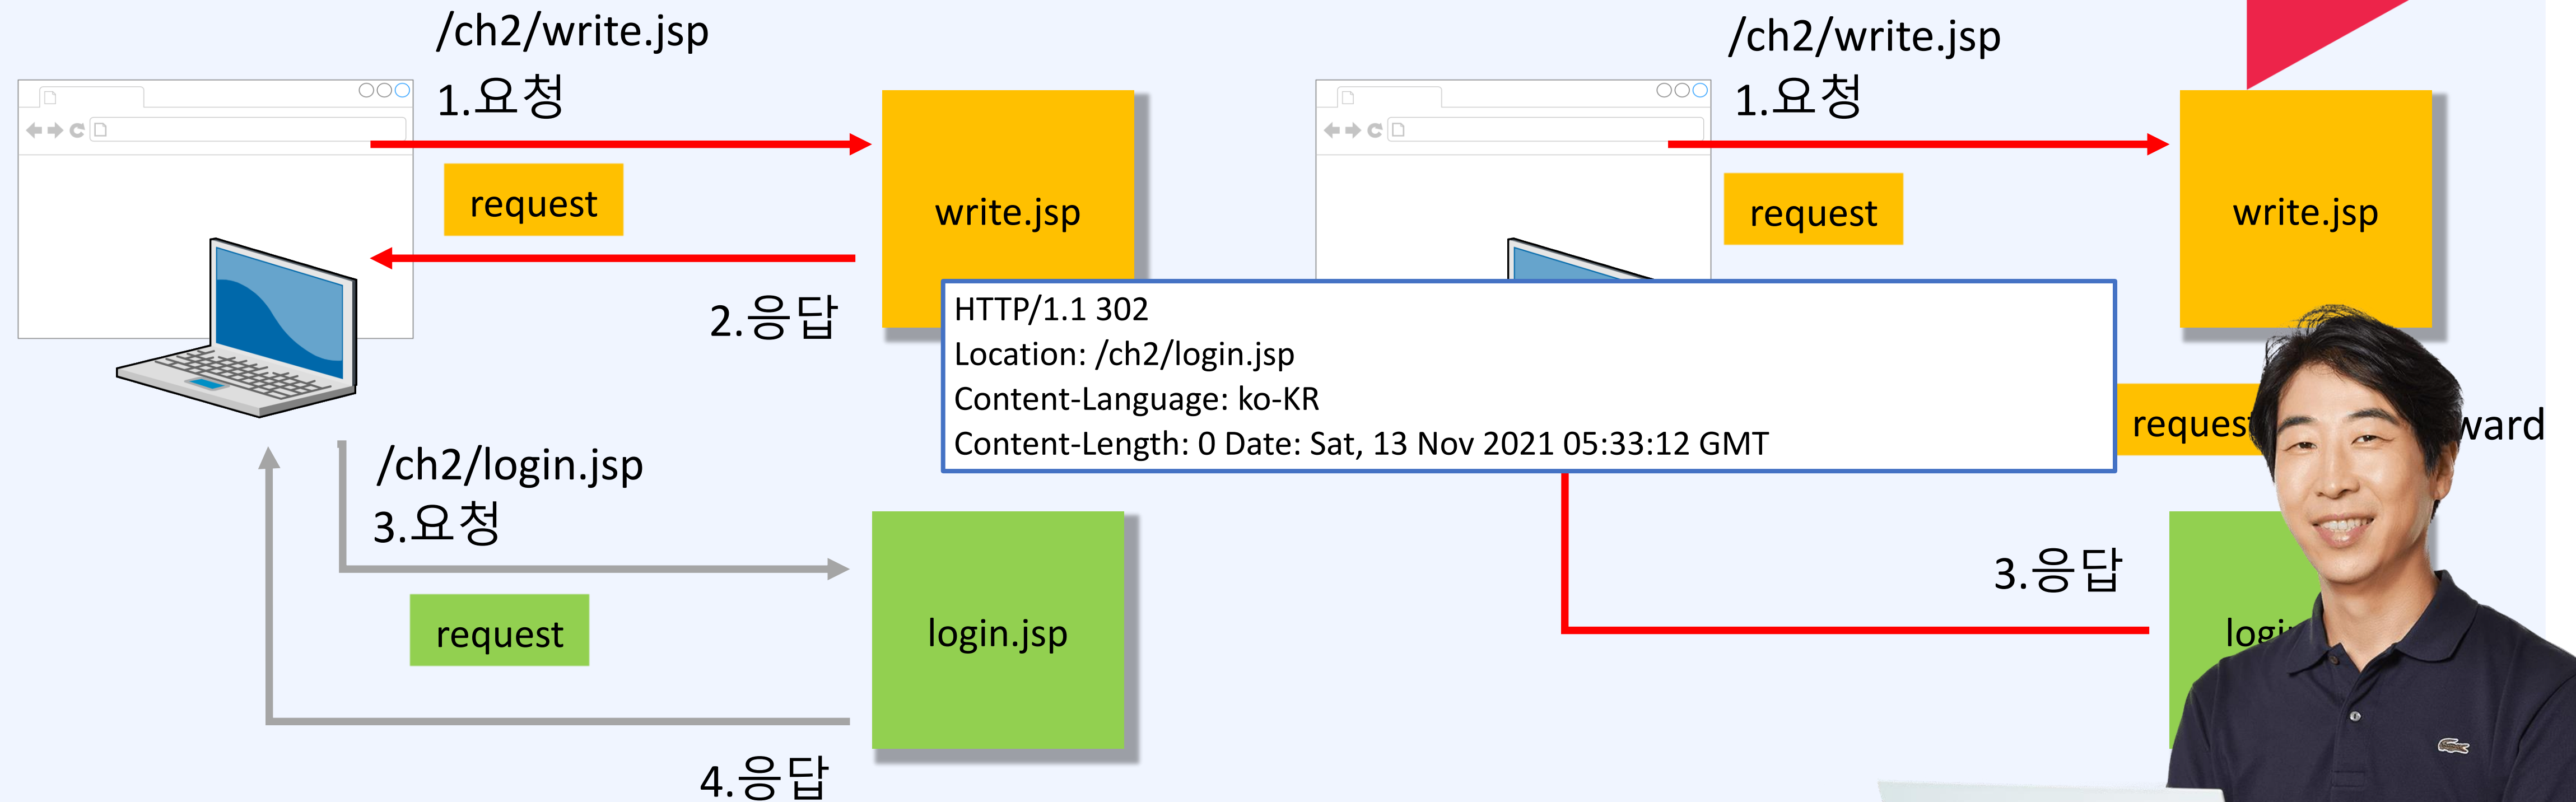 /ch2/write.jsp
1.요청
request
write.jsp
2.응답
/ch2/login.jsp
3.요청
request
login.jsp
4.응답
/ch2/write.jsp
1.요청
request
write.jsp
HTTP/1.1 302
Location: /ch2/login.jsp
Content-Language: ko-KR
Content-Length: 0 Date: Sat, 13 Nov 2021 05:33:12 GMT
3.응답